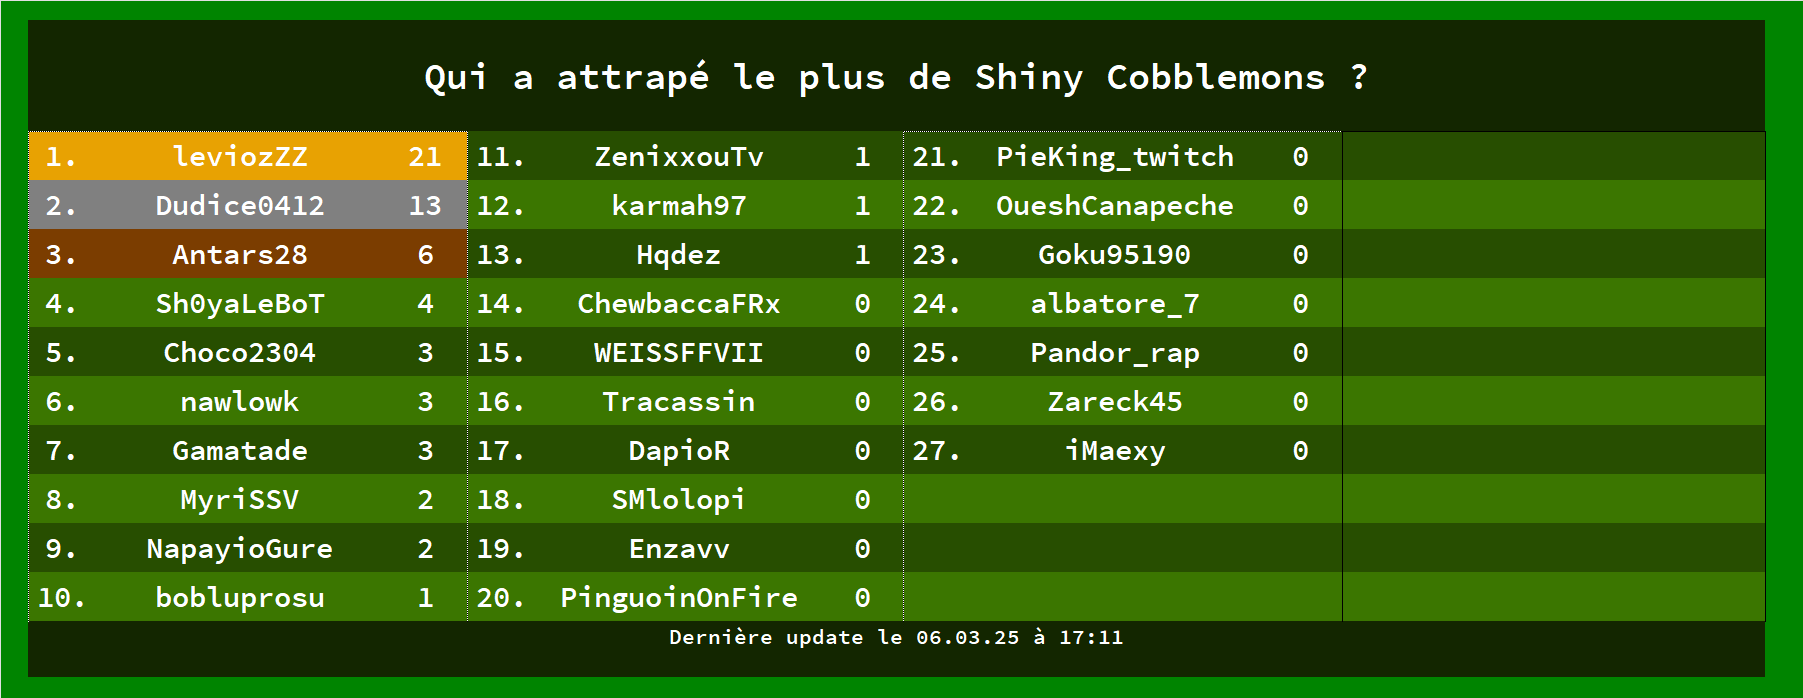 Qui a attrapé le plus de Shiny Cobblemons ?
1. leviozZZ 21
2. Dudice0412 13
3. Antars28 6
4. Sh0yaLeBoT 4
5. Choco2304 3
6. nawlowk 3
7. Gamatade 3
8. MyriSSV 2
9. NapayioGure 2
10. bobluprosu 1
11. ZenixxouTv 1
12. karmah97 1
13. Hqdez 1
14. ChewbaccaFRx 0
15. WEISSFFVII 0
16. Tracassin 0
17. DapioR 0
18. SMlolopi 0
19. Enzavv 0
20. PinguoinOnFire 0
21. PieKing_twitch 0
22. OueshCanapeche 0
23. Goku95190 0
24. albatore_7 0
25. Pandor_rap 0
26. Zareck45 0
27. iMaexy 0
Dernière update le 06.03.25 à 17:11